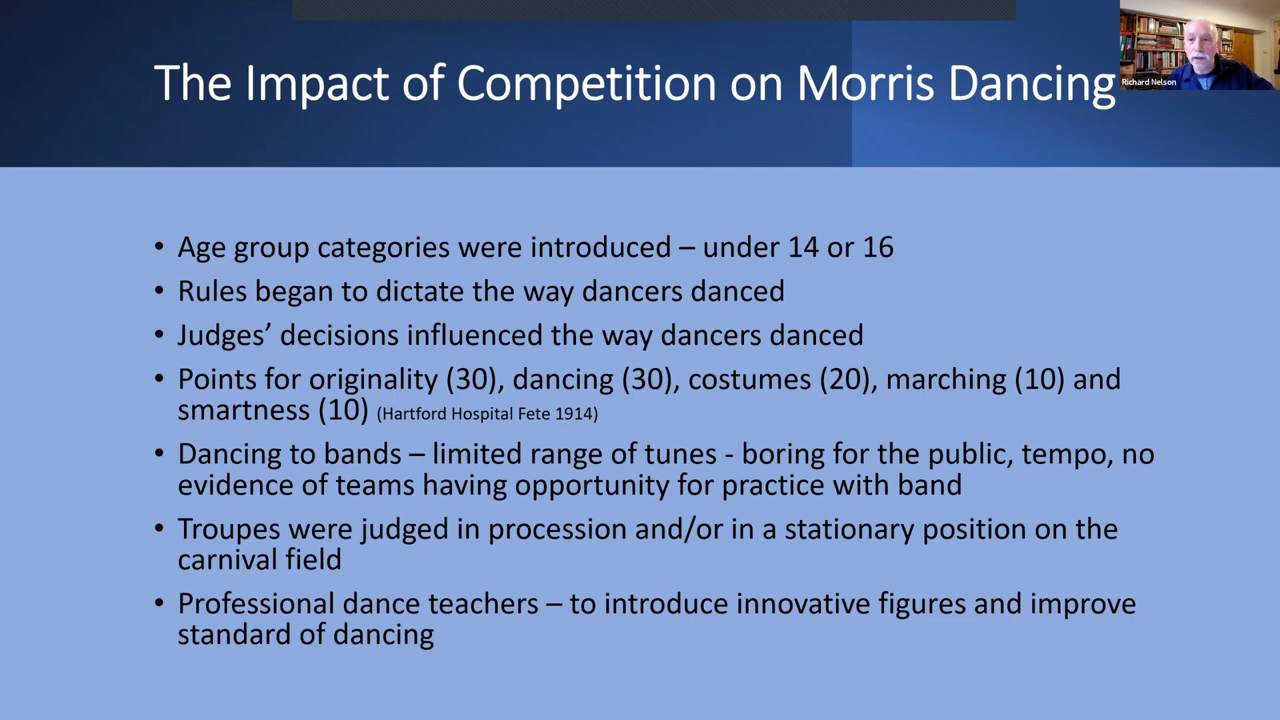 The Impact of Competition on Morris Dancing
Richard Nelson
• Age group categories were introduced – under 14 or 16
• Rules began to dictate the way dancers danced
• Judges’ decisions influenced the way dancers danced
• Points for originality (30), dancing (30), costumes (20), marching (10) and
smartness (10) (Hartford Hospital Fete 1914)
• Dancing to bands – limited range of tunes - boring for the public, tempo, no
evidence of teams having opportunity for practice with band
• Troupes were judged in procession and/or in a stationary position on the
carnival field
• Professional dance teachers – to introduce innovative figures and improve
standard of dancing